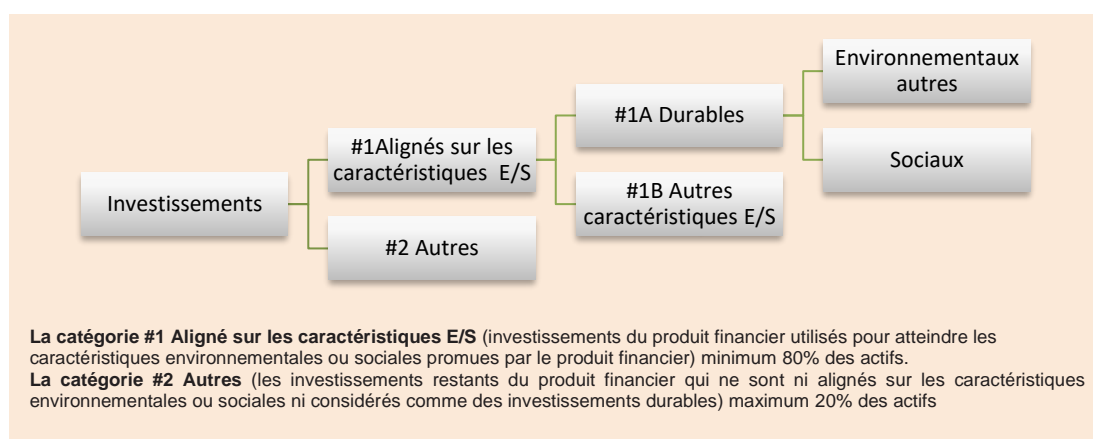 Environnementaux
autres
#1A Durables
#1Alignés sur les
caractéristiques E/S
Sociaux
#1B Autres
caractéristiques E/S
Investissements
#2 Autres
La catégorie #1 Aligné sur les caractéristiques E/S (investissements du produit financier utilisés pour atteindre les
caractéristiques environnementales ou sociales promues par le produit financier) minimum 80% des actifs.
La catégorie #2 Autres (les investissements restants du produit financier qui ne sont ni alignés sur les caractéristiques
environnementales ou sociales ni considérés comme des investissements durables) maximum 20% des actifs